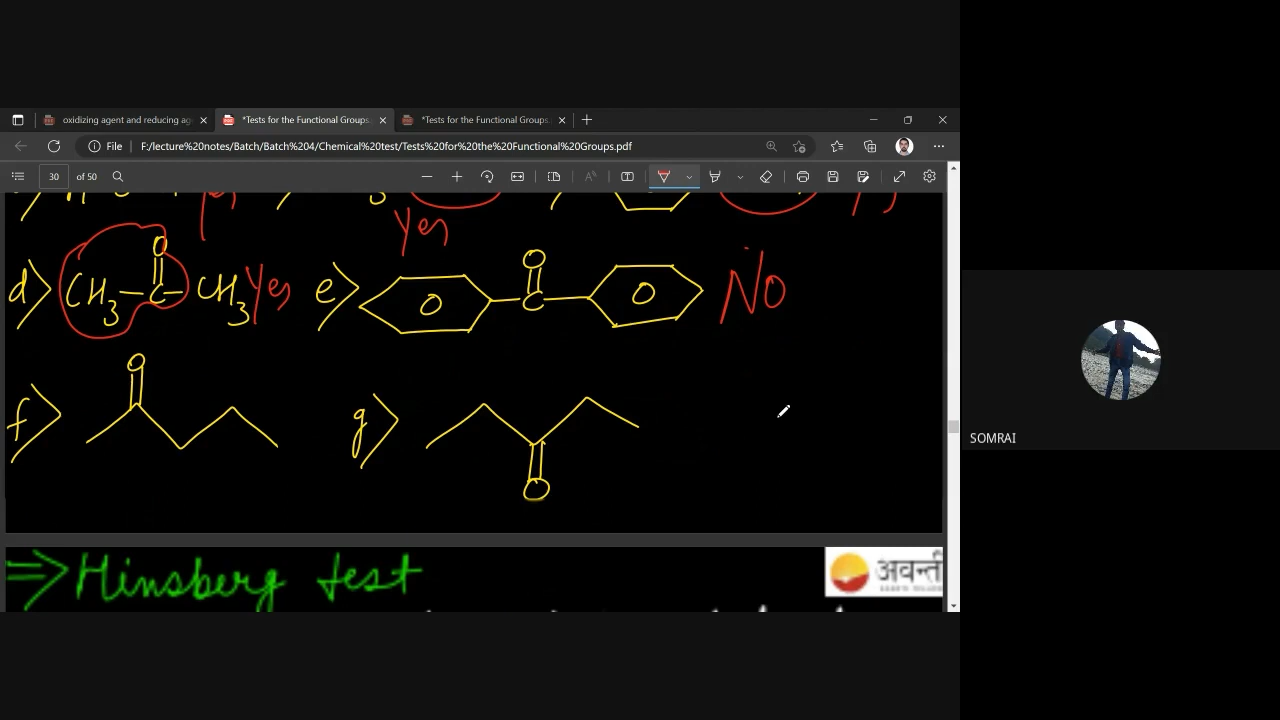 oxidizing agent and reducing ag
*Tests for the Functional Groups.
*Tests for the Functional Groups.
File F:/lecture%20notes/Batch/Batch%204/Chemical%20test/Tests%20for%20the%20Functional%20Groups.pdf
30 of 50
Yes
d) CH3-C-CH3 Yes e) No
O O
f) g)
O O
⇒ Hinsberg test
अवन्त
SOMRAI